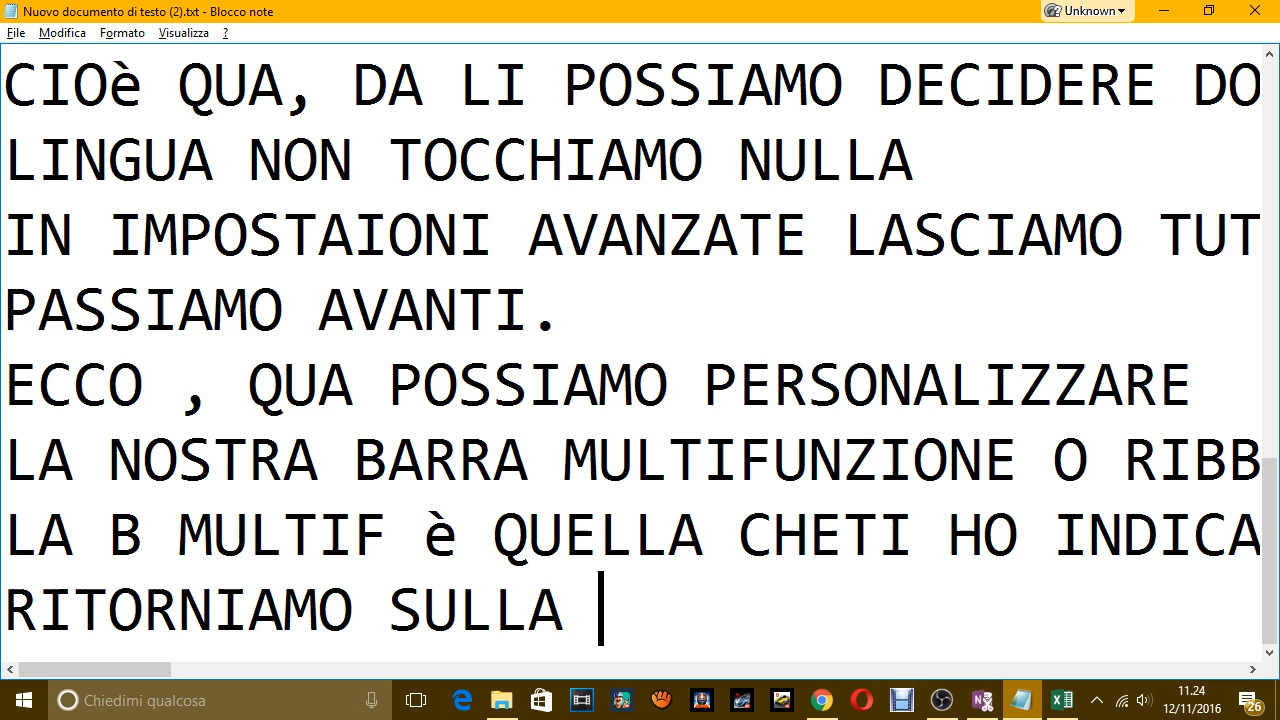 Nuovo documento di testo (2).txt - Blocco note
Unknown
File Modifica Formato Visualizza ?
CIOè QUA, DA LI POSSIAMO DECIDERE DO
LINGUA NON TOCCHIAMO NULLA
IN IMPOSTAIONI AVANZATE LASCIAMO TUT
PASSIAMO AVANTI.
ECCO , QUA POSSIAMO PERSONALIZZARE
LA NOSTRA BARRA MULTIFUNZIONE O RIBB
LA B MULTIF è QUELLA CHETI HO INDICA
RITORNIAMO SULLA
Chiedimi qualcosa
11.24
12/11/2016
26